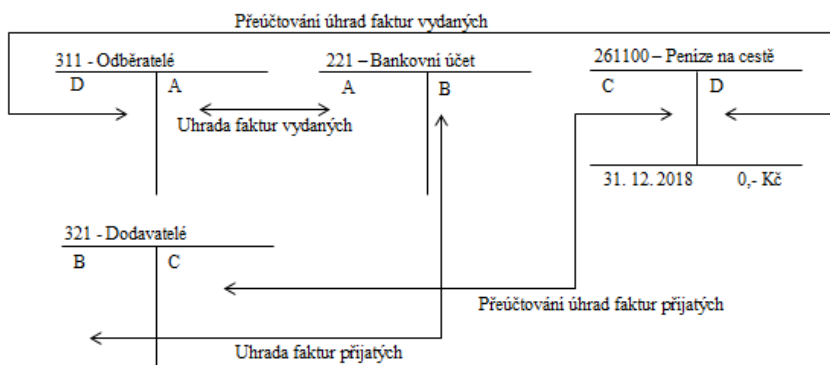 Přeúčtování úhrad faktur vydaných
311 - Odběratelé
221 – Bankovní účet
261100 – Peníze na cestě
D A
A B
C D
Uhrada faktur vydaných
31. 12. 2018 0,- Kč
321 - Dodavatelé
B C
Přeúčtování úhrad faktur přijatých
Uhrada faktur přijatých